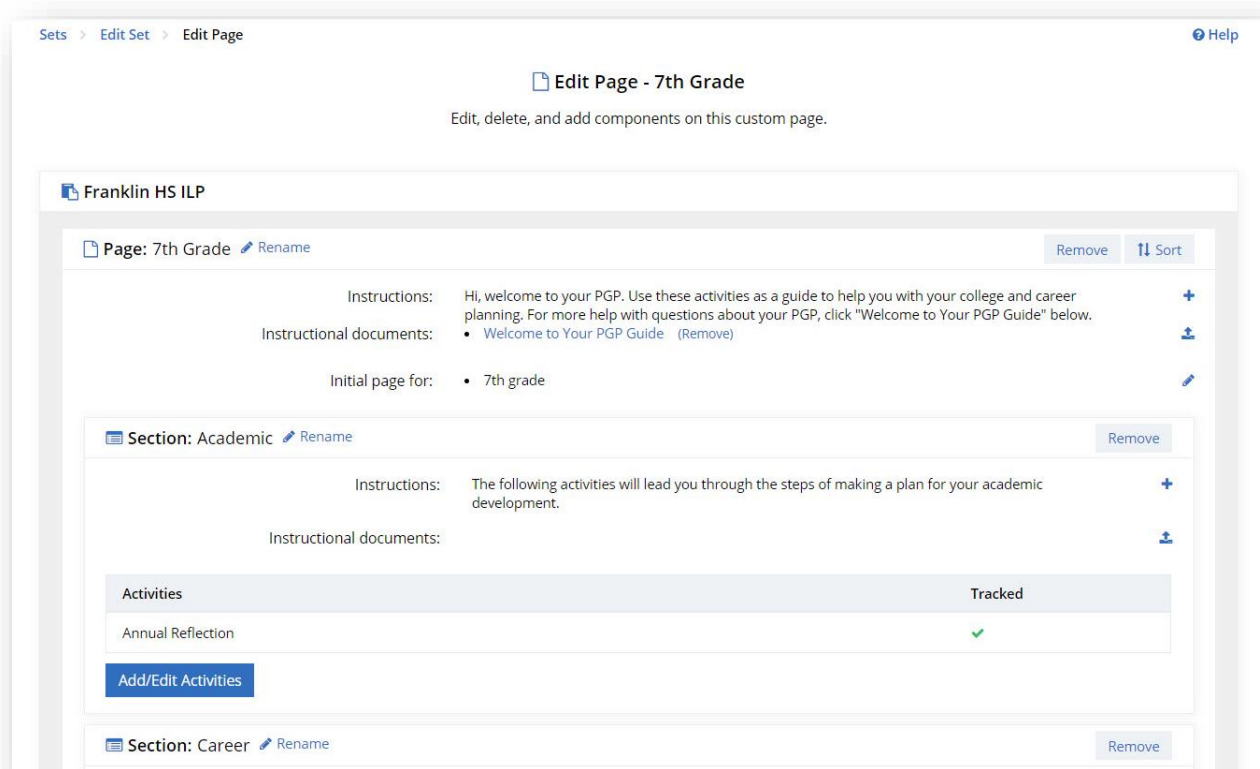 Sets > Edit Set > Edit Page
Help
Edit Page - 7th Grade
Edit, delete, and add components on this custom page.
Franklin HS ILP
Page: 7th Grade Rename Remove Sort
Instructions: Hi, welcome to your PGP. Use these activities as a guide to help you with your college and career
planning. For more help with questions about your PGP, click "Welcome to Your PGP Guide" below.
Instructional documents: • Welcome to Your PGP Guide (Remove)
Initial page for: • 7th grade
Section: Academic Rename Remove
Instructions: The following activities will lead you through the steps of making a plan for your academic
development.
Instructional documents:
Activities Tracked
Annual Reflection
Add/Edit Activities
Section: Career Rename Remove